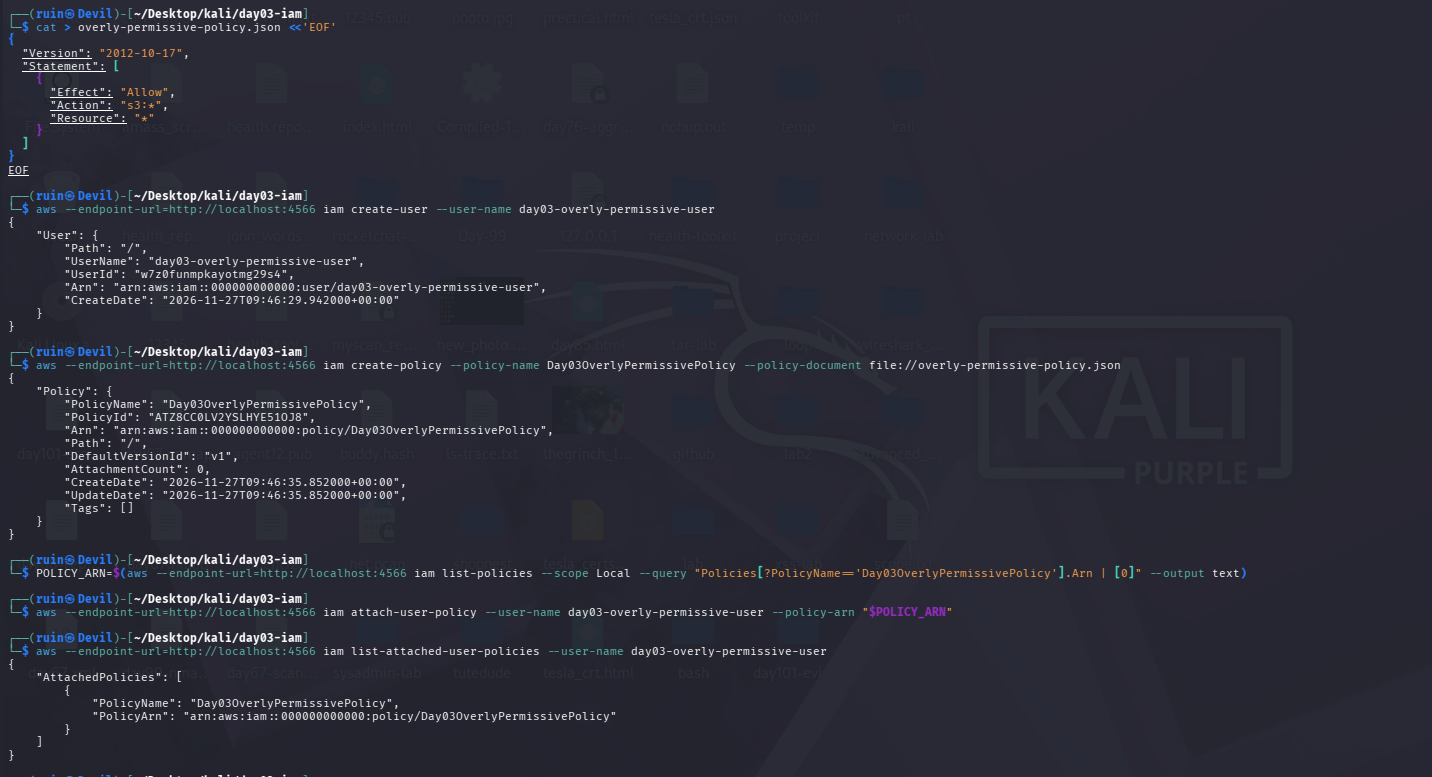 ┌──(ruin㉿Devil)-[~/Desktop/kali/day03-iam]
└─$ cat > overly-permissive-policy.json <<'EOF'
{
  "Version": "2012-10-17",
  "Statement": [
    {
      "Effect": "Allow",
      "Action": "s3:*",
      "Resource": "*"
    }
  ]
}
EOF
┌──(ruin㉿Devil)-[~/Desktop/kali/day03-iam]
└─$ aws --endpoint-url=http://localhost:4566 iam create-user --user-name day03-overly-permissive-user
{
    "User": {
        "Path": "/",
        "UserName": "day03-overly-permissive-user",
        "UserId": "w7z0funmpkayotmg29s4",
        "Arn": "arn:aws:iam::000000000000:user/day03-overly-permissive-user",
        "CreateDate": "2026-11-27T09:46:29.942000+00:00"
    }
}
┌──(ruin㉿Devil)-[~/Desktop/kali/day03-iam]
└─$ aws --endpoint-url=http://localhost:4566 iam create-policy --policy-name Day03OverlyPermissivePolicy --policy-document file://overly-permissive-policy.json
{
    "Policy": {
        "PolicyName": "Day03OverlyPermissivePolicy",
        "PolicyId": "ATZ8CC0LV2YSLHYE51OJ8",
        "Arn": "arn:aws:iam::000000000000:policy/Day03OverlyPermissivePolicy",
        "Path": "/",
        "DefaultVersionId": "v1",
        "AttachmentCount": 0,
        "CreateDate": "2026-11-27T09:46:35.852000+00:00",
        "UpdateDate": "2026-11-27T09:46:35.852000+00:00",
        "Tags": []
    }
}
┌──(ruin㉿Devil)-[~/Desktop/kali/day03-iam]
└─$ POLICY_ARN=$(aws --endpoint-url=http://localhost:4566 iam list-policies --scope Local --query "Policies[?PolicyName=='Day03OverlyPermissivePolicy'].Arn | [0]" --output text)
┌──(ruin㉿Devil)-[~/Desktop/kali/day03-iam]
└─$ aws --endpoint-url=http://localhost:4566 iam attach-user-policy --user-name day03-overly-permissive-user --policy-arn "$POLICY_ARN"
┌──(ruin㉿Devil)-[~/Desktop/kali/day03-iam]
└─$ aws --endpoint-url=http://localhost:4566 iam list-attached-user-policies --user-name day03-overly-permissive-user
{
    "AttachedPolicies": [
        {
            "PolicyName": "Day03OverlyPermissivePolicy",
            "PolicyArn": "arn:aws:iam::000000000000:policy/Day03OverlyPermissivePolicy"
        }
    ]
}
KALI
PURPLE